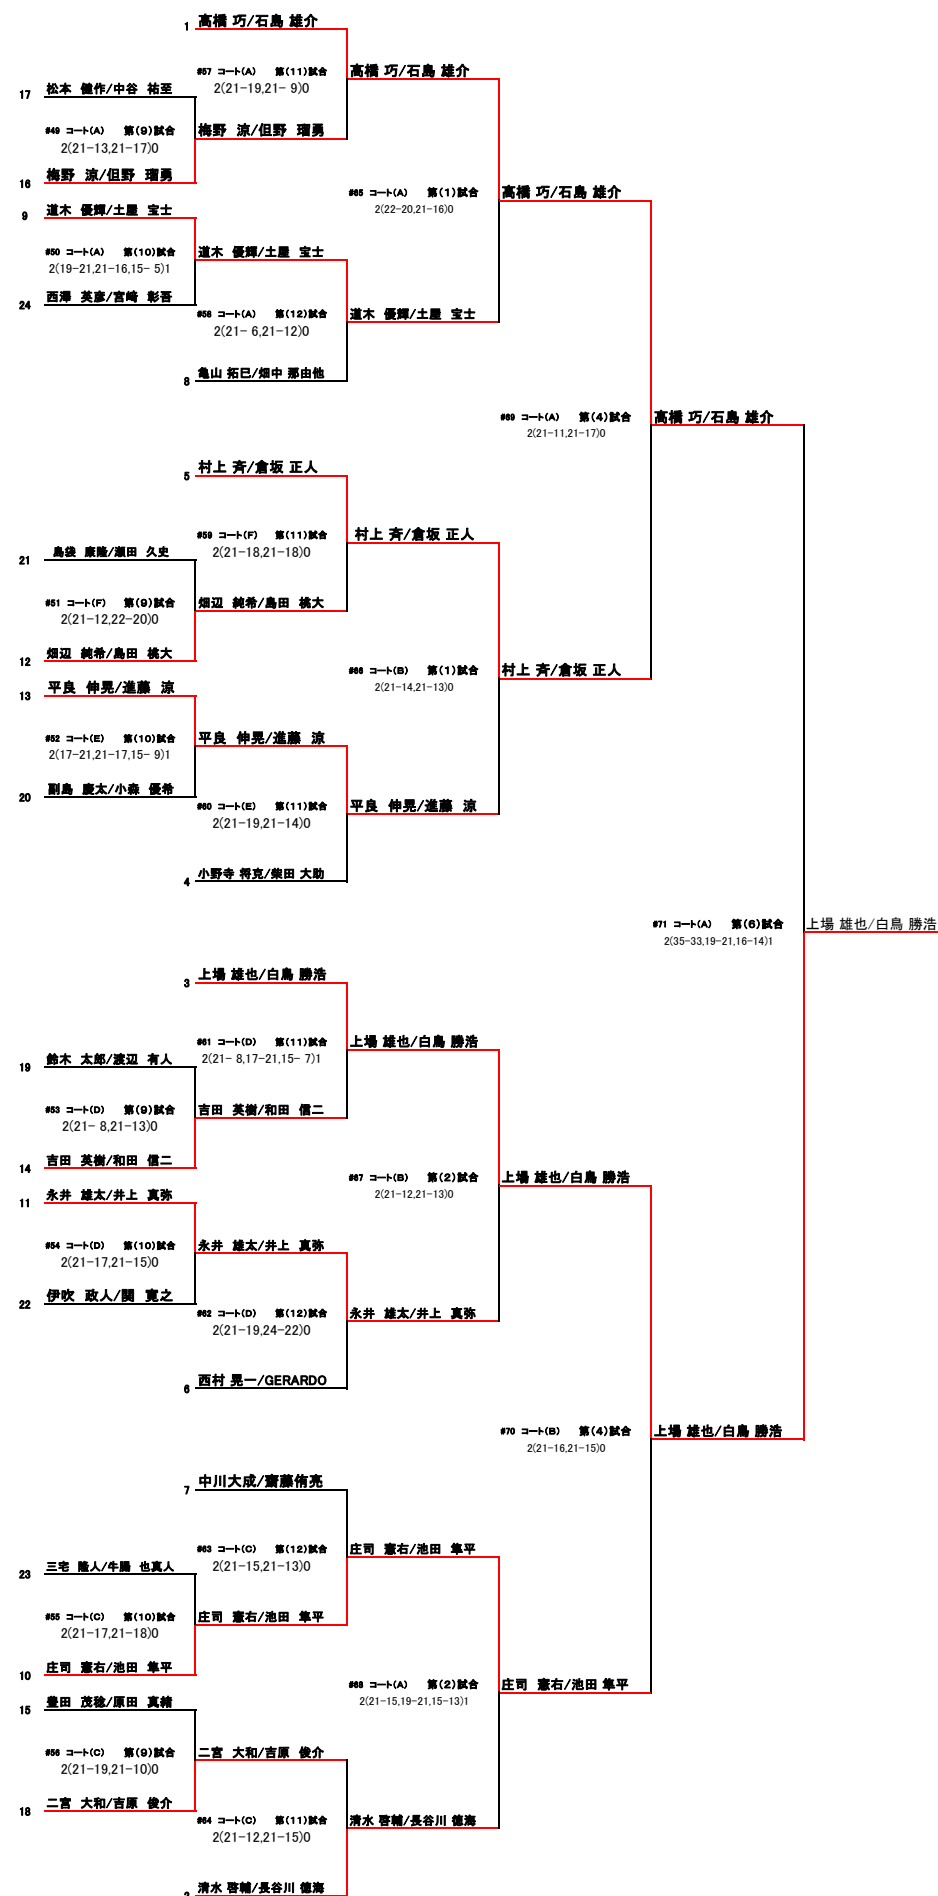 1 高橋 巧/石島 雄介
#57 コート(A) 第(11)試合 高橋 巧/石島 雄介
2(21-19,21- 9)0
17 松本 健作/中谷 祐至
#49 コート(A) 第(9)試合 梅野 涼/但野 瑠勇
2(21-13,21-17)0
16 梅野 涼/但野 瑠勇
#65 コート(A) 第(1)試合 高橋 巧/石島 雄介
2(22-20,21-16)0
9 道木 優輝/土屋 宝士
#50 コート(A) 第(10)試合 道木 優輝/土屋 宝士
2(19-21,21-16,15- 5)1
24 西澤 英彦/宮崎 彰吾
#58 コート(A) 第(12)試合 道木 優輝/土屋 宝士
2(21- 6,21-12)0
8 亀山 拓巳/畑中 那由他
#69 コート(A) 第(4)試合 高橋 巧/石島 雄介
2(21-11,21-17)0
5 村上 斉/倉坂 正人
#59 コート(F) 第(11)試合 村上 斉/倉坂 正人
2(21-18,21-18)0
21 島袋 康隆/瀬田 久史
#51 コート(F) 第(9)試合 畑辺 純希/島田 桃大
2(21-12,22-20)0
12 畑辺 純希/島田 桃大
#66 コート(B) 第(1)試合 村上 斉/倉坂 正人
2(21-14,21-13)0
13 平良 伸晃/進藤 涼
#52 コート(E) 第(10)試合 平良 伸晃/進藤 涼
2(17-21,21-17,15- 9)1
20 副島 慶太/小森 優希
#60 コート(E) 第(11)試合 平良 伸晃/進藤 涼
2(21-19,21-14)0
4 小野寺 将克/柴田 大助
#71 コート(A) 第(6)試合 上場 雄也/白鳥 勝浩
2(35-33,19-21,16-14)1
3 上場 雄也/白鳥 勝浩
#61 コート(D) 第(11)試合 上場 雄也/白鳥 勝浩
2(21- 8,17-21,15- 7)1
19 鈴木 太郎/渡辺 有人
#53 コート(D) 第(9)試合 吉田 英樹/和田 信二
2(21- 8,21-13)0
14 吉田 英樹/和田 信二
#67 コート(B) 第(2)試合 上場 雄也/白鳥 勝浩
2(21-12,21-13)0
11 永井 雄太/井上 真弥
#54 コート(D) 第(10)試合 永井 雄太/井上 真弥
2(21-17,21-15)0
22 伊吹 政人/関 寛之
#62 コート(D) 第(12)試合 永井 雄太/井上 真弥
2(21-19,24-22)0
6 西村 晃一/GERARDO
#70 コート(B) 第(4)試合 上場 雄也/白鳥 勝浩
2(21-16,21-15)0
7 中川大成/齋藤侑亮
#63 コート(C) 第(12)試合 庄司 憲右/池田 隼平
2(21-15,21-13)0
23 三宅 隆人/牛腸 也真人
#55 コート(C) 第(10)試合 庄司 憲右/池田 隼平
2(21-17,21-18)0
10 庄司 憲右/池田 隼平
#68 コート(A) 第(2)試合 庄司 憲右/池田 隼平
2(21-15,19-21,15-13)1
15 豊田 茂稔/原田 真緒
#56 コート(C) 第(9)試合 二宮 大和/吉原 俊介
2(21-19,21-10)0
18 二宮 大和/吉原 俊介
#64 コート(C) 第(11)試合 清水 啓輔/長谷川 徳海
2(21-12,21-15)0
2 清水 啓輔/長谷川 徳海